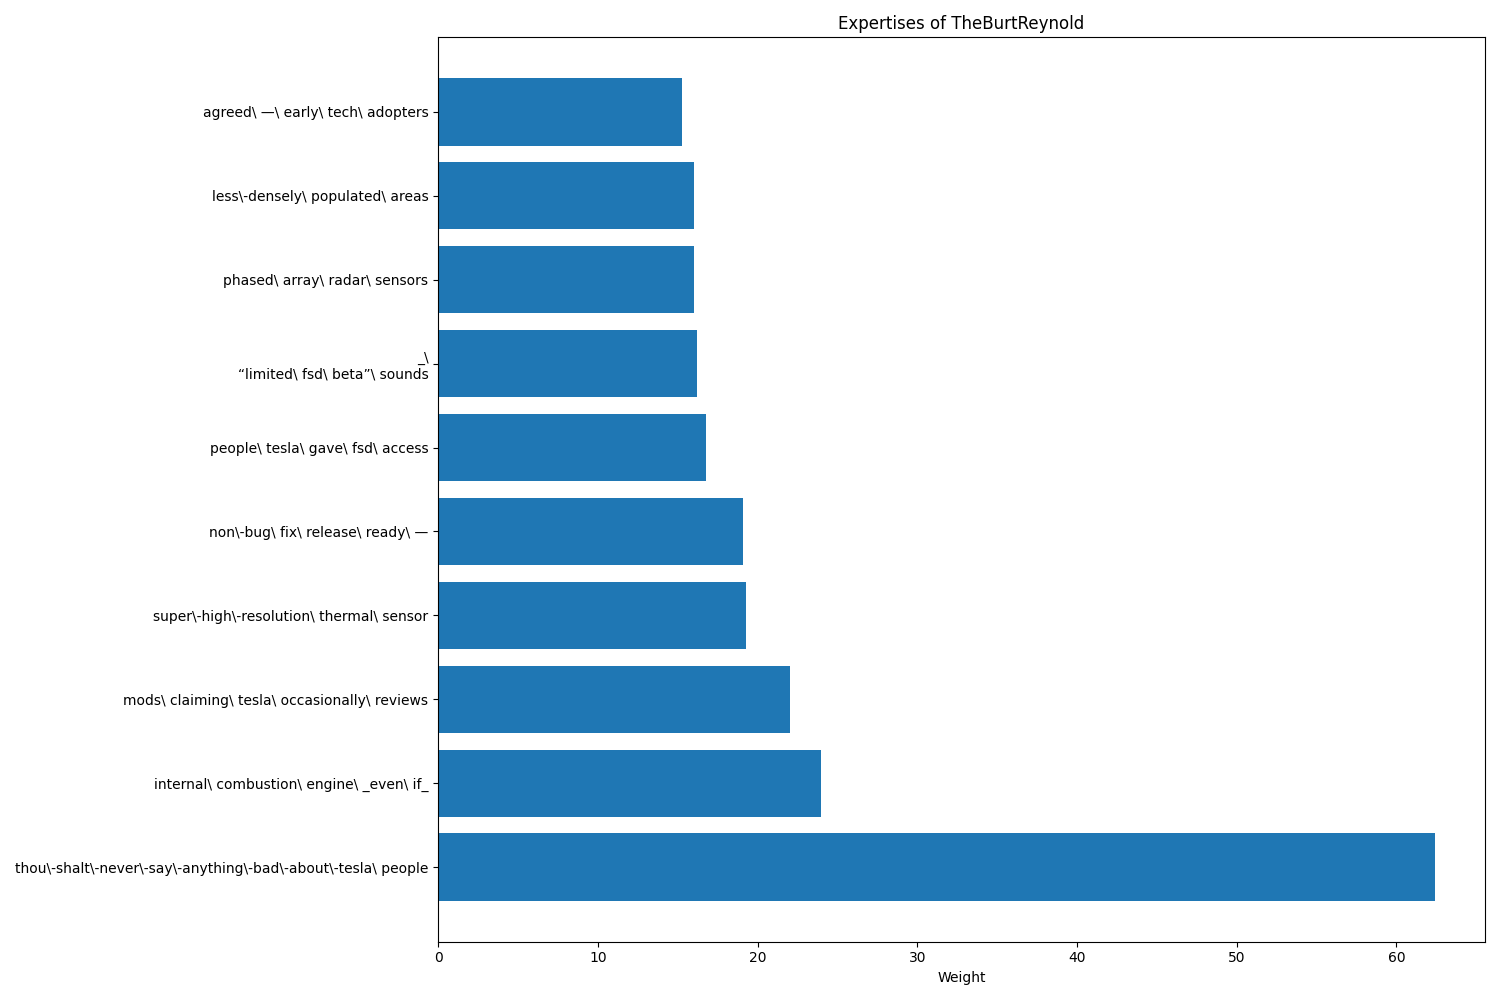 Expertises of TheBurtReynold
agreed\ —\ early\ tech\ adopters
less\-densely\ populated\ areas
phased\ array\ radar\ sensors
_\
“limited\ fsd\ beta”\ sounds
people\ tesla\ gave\ fsd\ access
non\-bug\ fix\ release\ ready\ —
super\-high\-resolution\ thermal\ sensor
mods\ claiming\ tesla\ occasionally\ reviews
internal\ combustion\ engine\ _even\ if_
thou\-shalt\-never\-say\-anything\-bad\-about\-tesla\ people
0 10 20 30 40 50 60
Weight